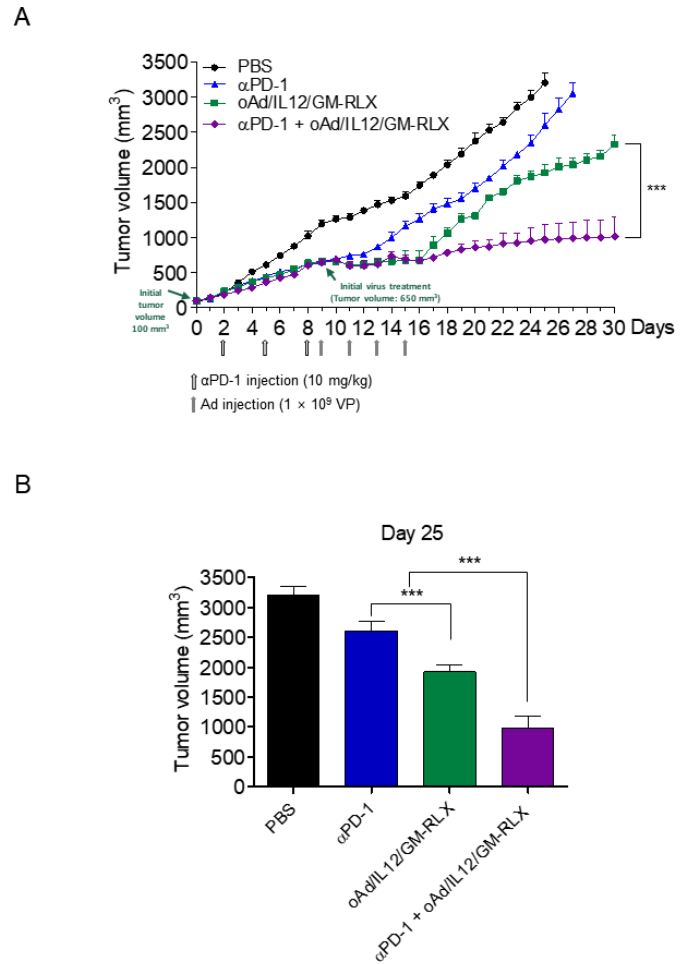 A
PBS
αPD-1
oAd/IL12/GM-RLX
αPD-1 + oAd/IL12/GM-RLX
Tumor volume (mm³)
3500
3000
2500
2000
1500
1000
500
0
***
Initial tumor volume 100 mm³
Initial virus treatment
(Tumor volume: 650 mm³)
0 2 4 6 8 10 12 14 16 18 20 22 24 26 28 30 Days
αPD-1 injection (10 mg/kg)
Ad injection (1 × 10⁹ VP)
B
Day 25
Tumor volume (mm³)
3500
3000
2500
2000
1500
1000
500
0
***
***
PBS
αPD-1
oAd/IL12/GM-RLX
αPD-1 + oAd/IL12/GM-RLX